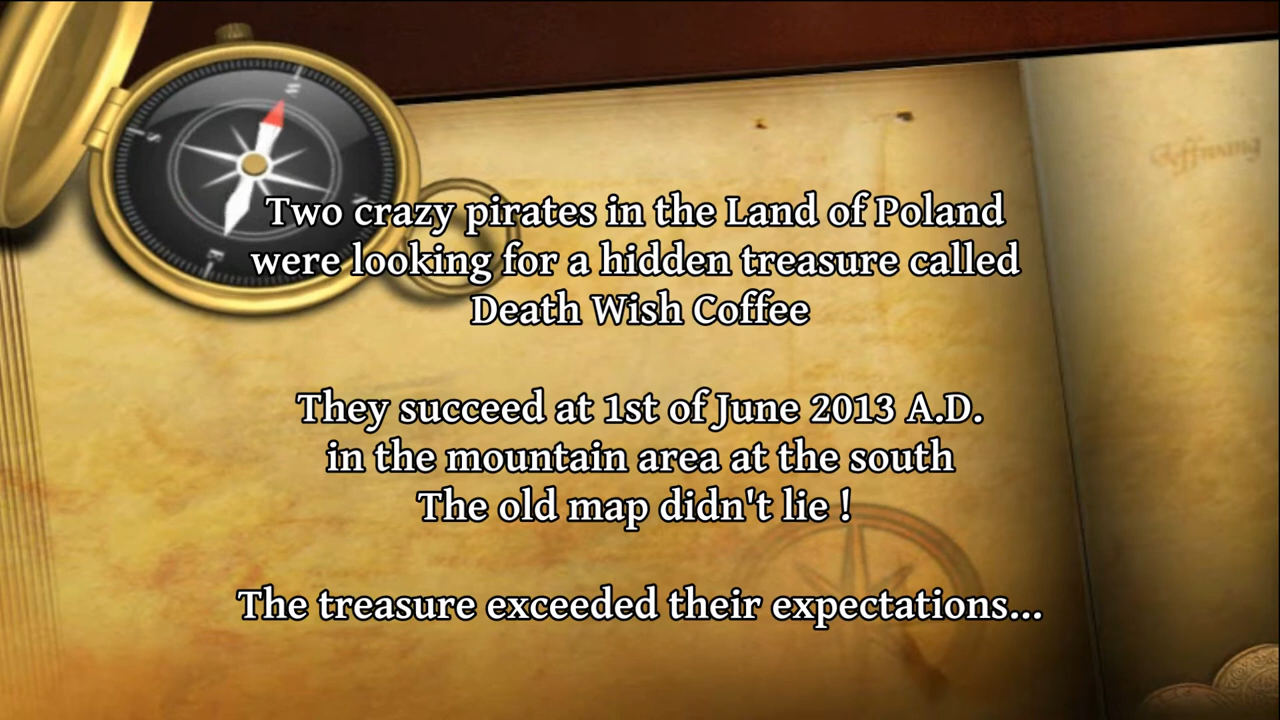 Two crazy pirates in the Land of Poland
were looking for a hidden treasure called
Death Wish Coffee
They succeed at 1st of June 2013 A.D.
in the mountain area at the south
The old map didn't lie !
The treasure exceeded their expectations...